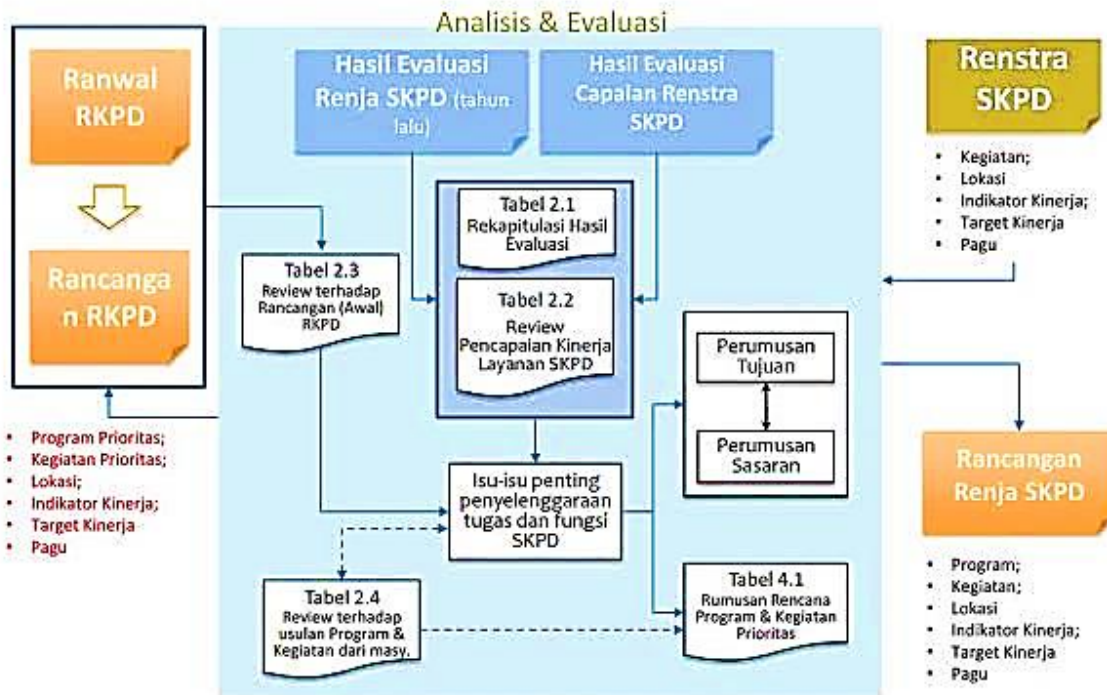 Analisis & Evaluasi
Ranwal
RKPD
Rancanga
n RKPD
• Program Prioritas;
• Kegiatan Prioritas;
• Lokasi;
• Indikator Kinerja;
• Target Kinerja
• Pagu
Hasil Evaluasi
Renja SKPD (tahun
lalu)
Hasil Evaluasi
Capaian Renstra
SKPD
Tabel 2.1
Rekapitulasi Hasil
Evaluasi
Tabel 2.2
Review
Pencapaian Kinerja
Layanan SKPD
Tabel 2.3
Review terhadap
Rancangan (Awal)
RKPD
Isu-isu penting
penyelenggaraan
tugas dan fungsi
SKPD
Tabel 2.4
Review terhadap
usulan Program &
Kegiatan dari masy.
Perumusan
Tujuan
Perumusan
Sasaran
Tabel 4.1
Rumusan Rencana
Program & Kegiatan
Prioritas
Renstra
SKPD
• Kegiatan;
• Lokasi
• Indikator Kinerja;
• Target Kinerja
• Pagu
Rancangan
Renja SKPD
• Program;
• Kegiatan;
• Lokasi
• Indikator Kinerja;
• Target Kinerja
• Pagu